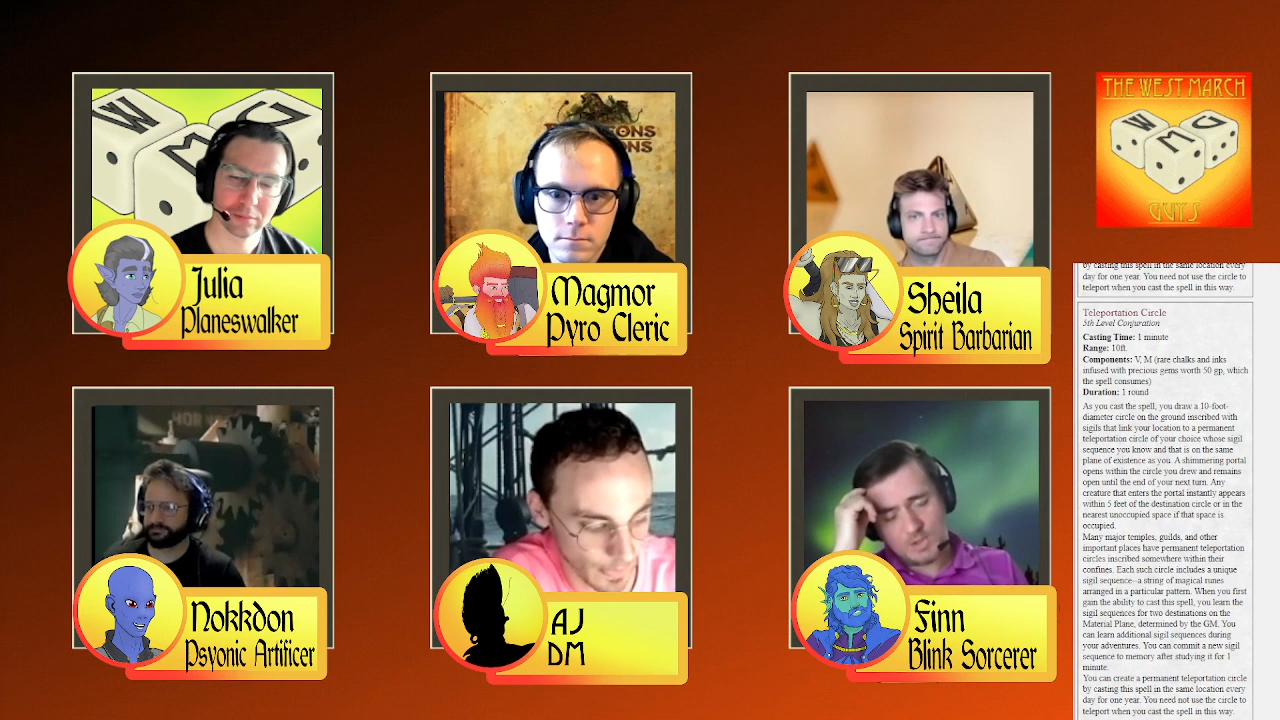 W
M
G
ONS
ONS
THE WEST MARCH
W
M
G
GUYS
Julia
Planeswalker
Magmor
Pyro Cleric
Sheila
Spirit Barbarian
Nokkdon
Psyonic Artificer
AJ
DM
Finn
Blink Sorcerer
by casting this spell in the same location every
day for one year. You need not use the circle to
teleport when you cast the spell in this way.
Teleportation Circle
5th Level Conjuration
Casting Time: 1 minute
Range: 10ft.
Components: V, M (rare chalks and inks
infused with precious gems worth 50 gp, which
the spell consumes)
Duration: 1 round
As you cast the spell, you draw a 10-foot-
diameter circle on the ground inscribed with
sigils that link your location to a permanent
teleportation circle of your choice whose sigil
sequence you know and that is on the same
plane of existence as you. A shimmering portal
opens within the circle you drew and remains
open until the end of your next turn. Any
creature that enters the portal instantly appears
within 5 feet of the destination circle or in the
nearest unoccupied space if that space is
occupied.
Many major temples, guilds, and other
important places have permanent teleportation
circles inscribed somewhere within their
confines. Each such circle includes a unique
sigil sequence--a string of magical runes
arranged in a particular pattern. When you first
gain the ability to cast this spell, you learn the
sigil sequences for two destinations on the
Material Plane, determined by the GM. You
can learn additional sigil sequences during
your adventures. You can commit a new sigil
sequence to memory after studying it for 1
minute.
You can create a permanent teleportation circle
by casting this spell in the same location every
day for one year. You need not use the circle to
teleport when you cast the spell in this way.